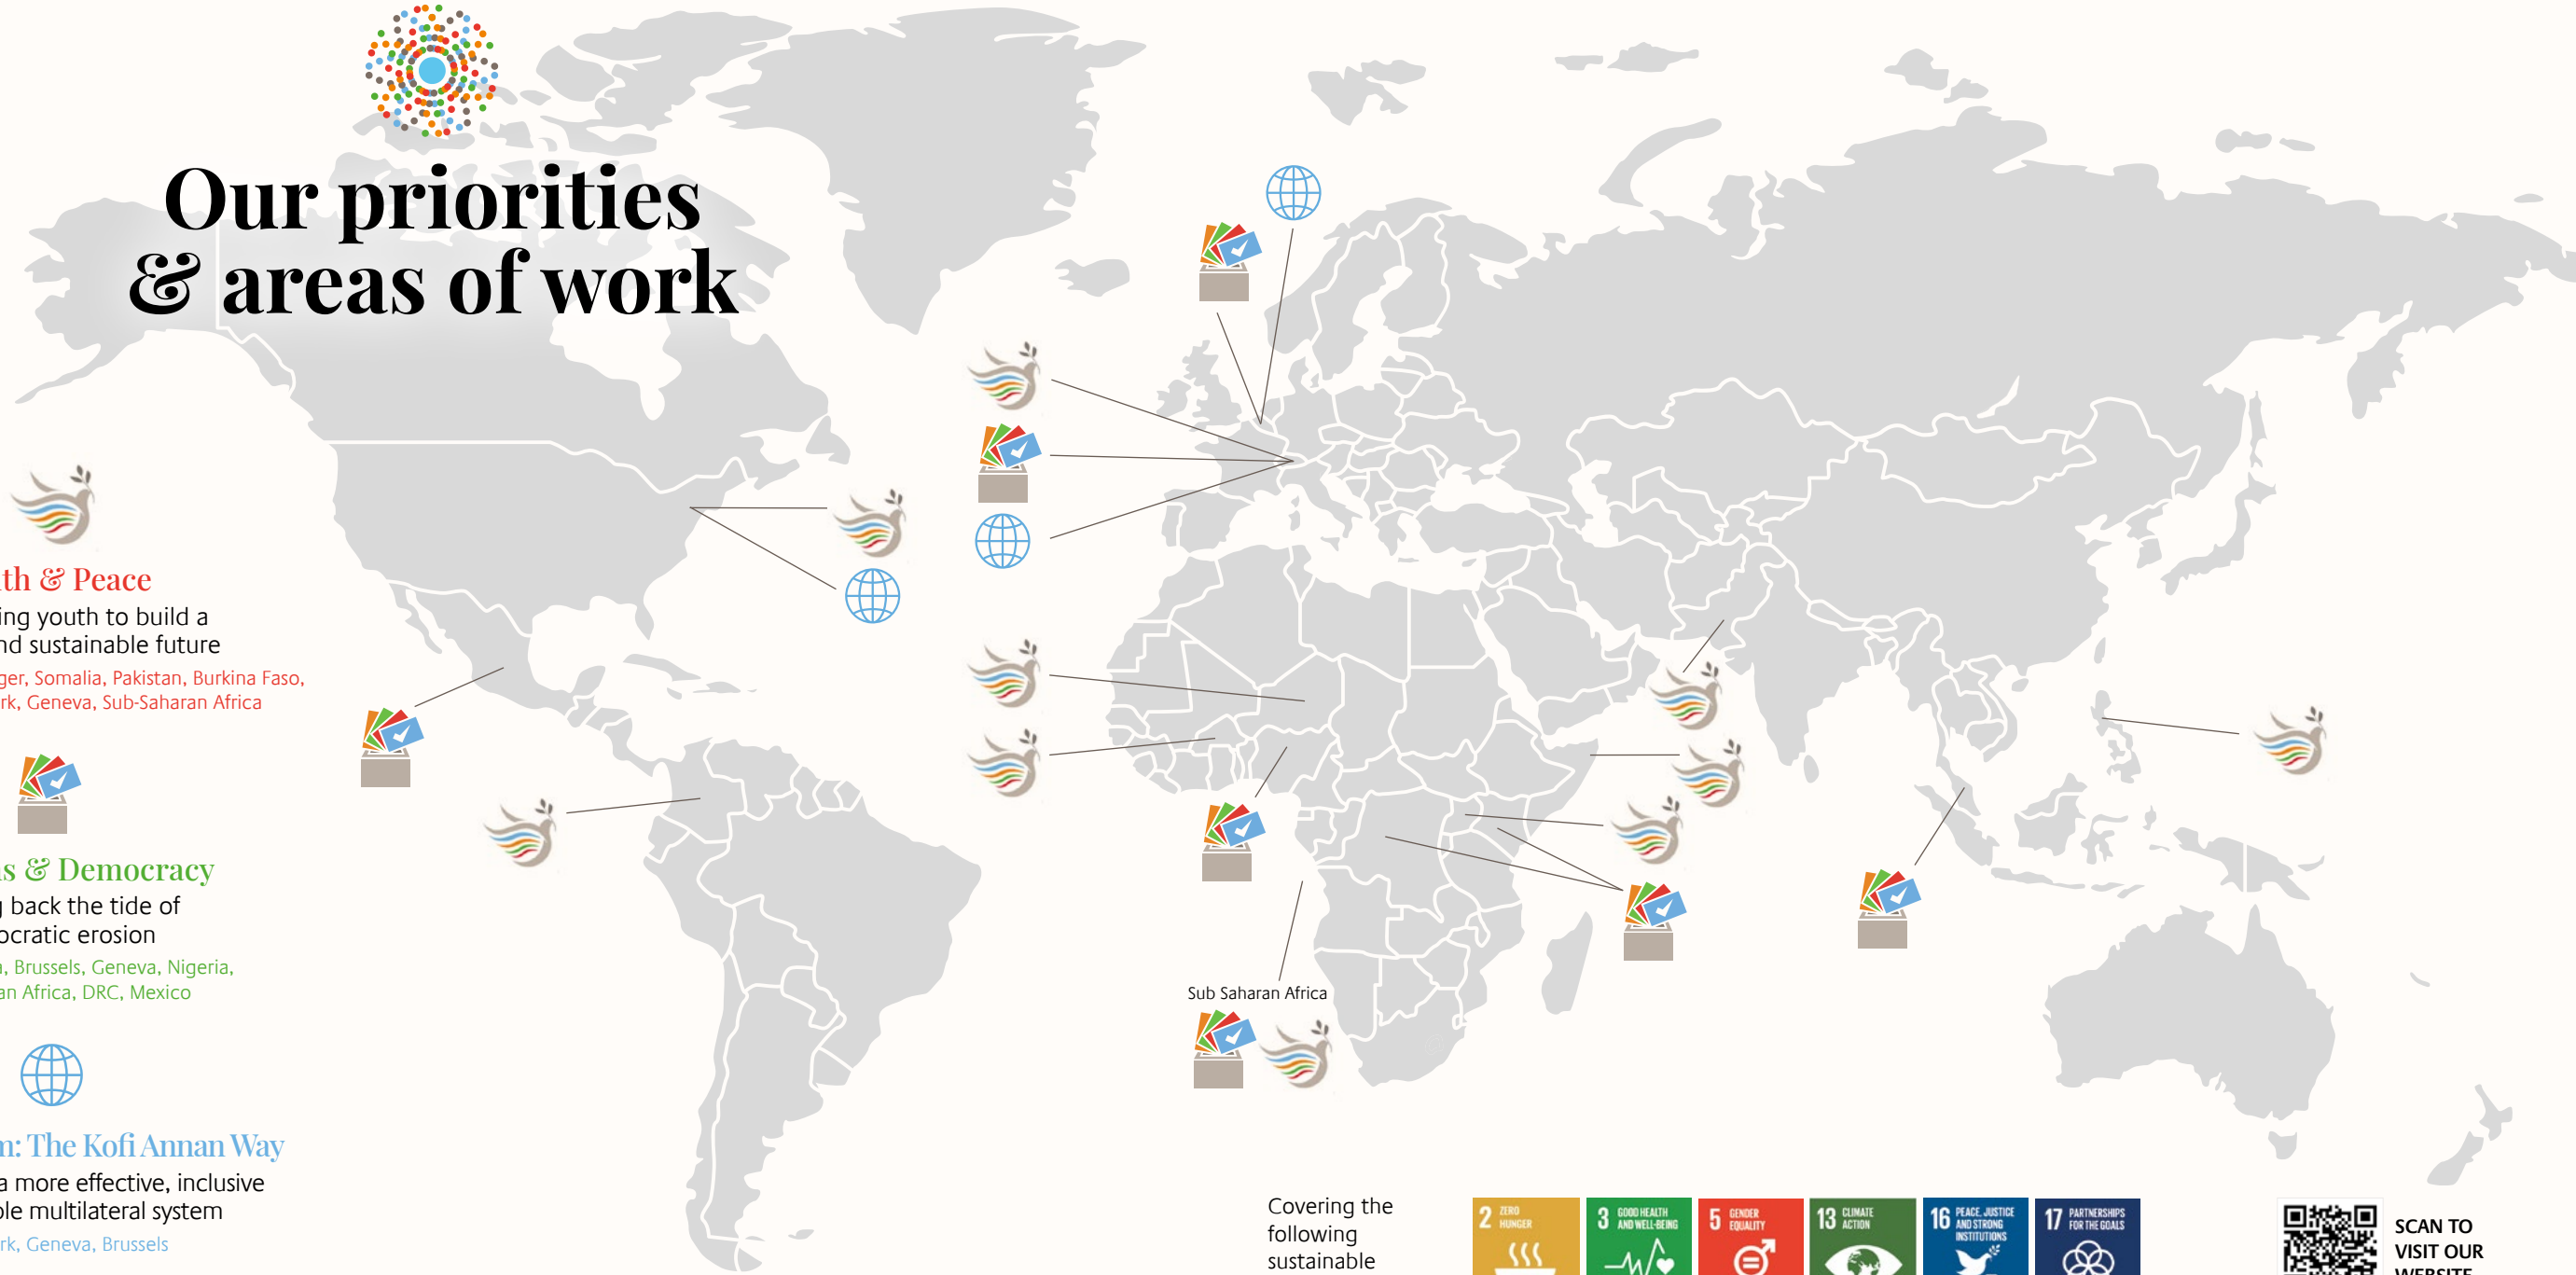 Our priorities
& areas of work
th & Peace
ing youth to build a
nd sustainable future
ger, Somalia, Pakistan, Burkina Faso,
rk, Geneva, Sub-Saharan Africa
s & Democracy
g back the tide of
ocratic erosion
, Brussels, Geneva, Nigeria,
an Africa, DRC, Mexico
m: The Kofi Annan Way
a more effective, inclusive
ble multilateral system
rk, Geneva, Brussels
Sub Saharan Africa
Covering the
following
sustainable
2 ZERO
HUNGER
3 GOOD HEALTH
AND WELL-BEING
5 GENDER
EQUALITY
13 CLIMATE
ACTION
16 PEACE, JUSTICE
AND STRONG
INSTITUTIONS
17 PARTNERSHIPS
FOR THE GOALS
SCAN TO
VISIT OUR
WEBSITE